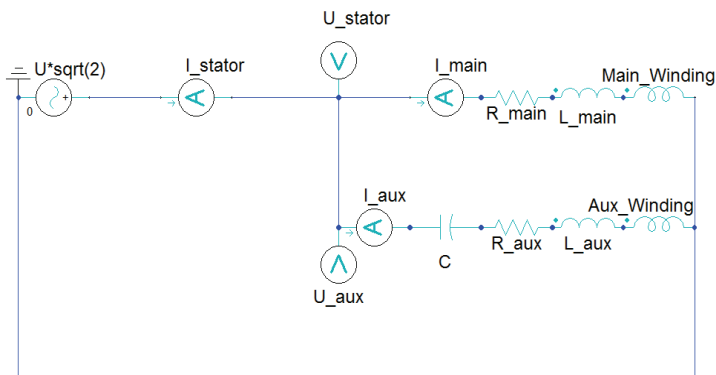 U_stator
U*sqrt(2)
I_stator
I_main
Main_Winding
+
0
A
V
A
R_main
L_main
I_aux
Aux_Winding
A
V
C
R_aux
L_aux
U_aux